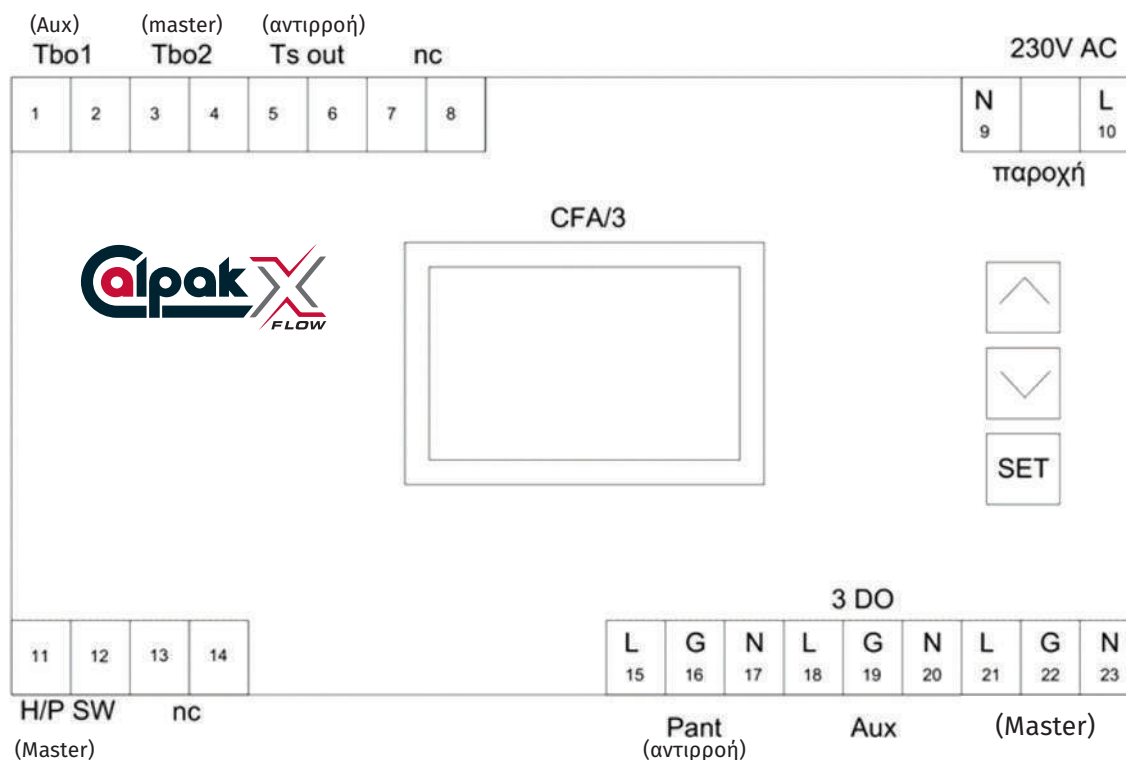 (Aux) (master) (αντιρροή)
Tbo1 Tbo2 Ts out nc 230V AC
1 2 3 4 5 6 7 8 N L
9 10
παροχή
CFA/3
Calpak X
FLOW
SET
3 DO
L G N L G N L G N
11 12 13 14 15 16 17 18 19 20 21 22 23
H/P SW nc Pant Aux (Master)
(Master) (αντιρροή)